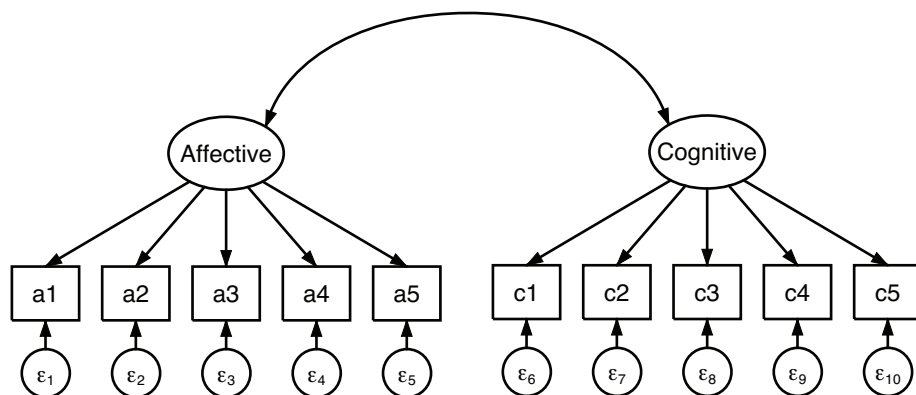 Affective Cognitive
a1 a2 a3 a4 a5 c1 c2 c3 c4 c5
ε₁ ε₂ ε₃ ε₄ ε₅ ε₆ ε₇ ε₈ ε₉ ε₁₀